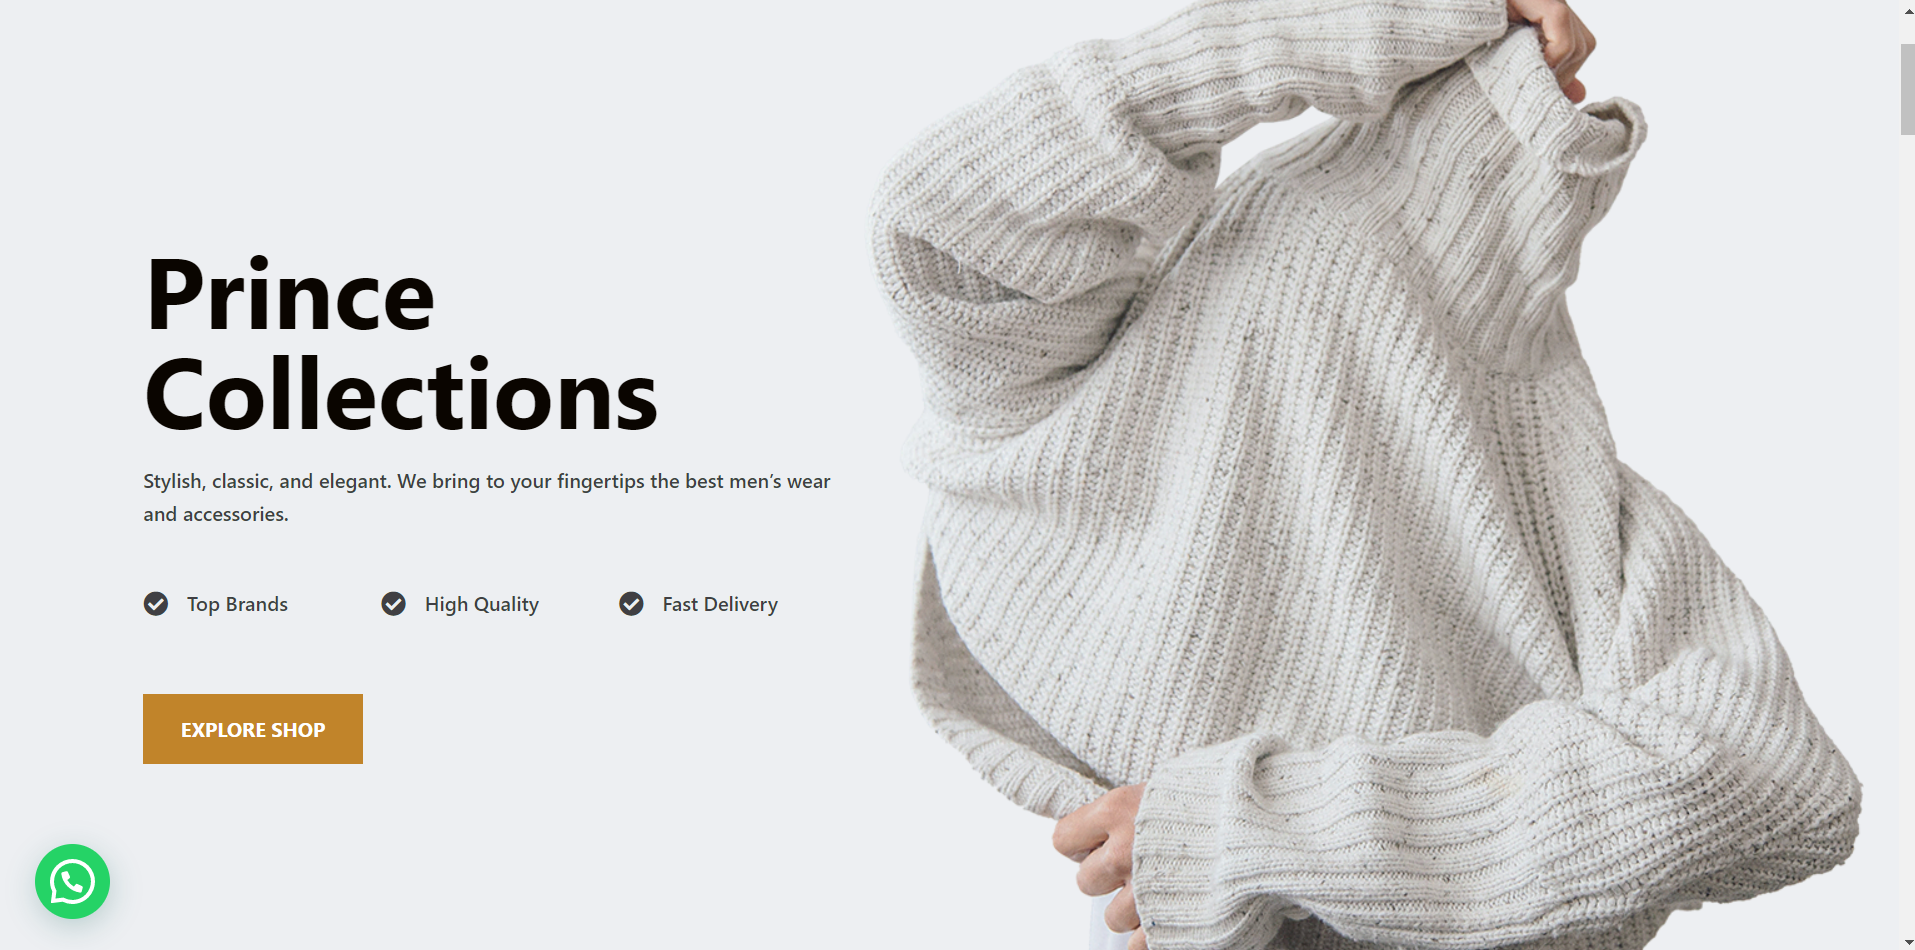 Prince
Collections
Stylish, classic, and elegant. We bring to your fingertips the best men’s wear
and accessories.
Top Brands
High Quality
Fast Delivery
EXPLORE SHOP